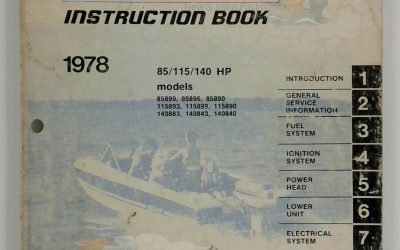 INSTRUCTION BOOK
1978
85/115/140 HP
models
85899, 85895, 85890
115893, 115899, 115890
140883, 140843, 140840
INTRODUCTION 1
GENERAL
SERVICE
INFORMATION 2
FUEL
SYSTEM 3
IGNITION
SYSTEM 4
POWER
HEAD 5
LOWER
UNIT 6
ELECTRICAL
SYSTEM 7